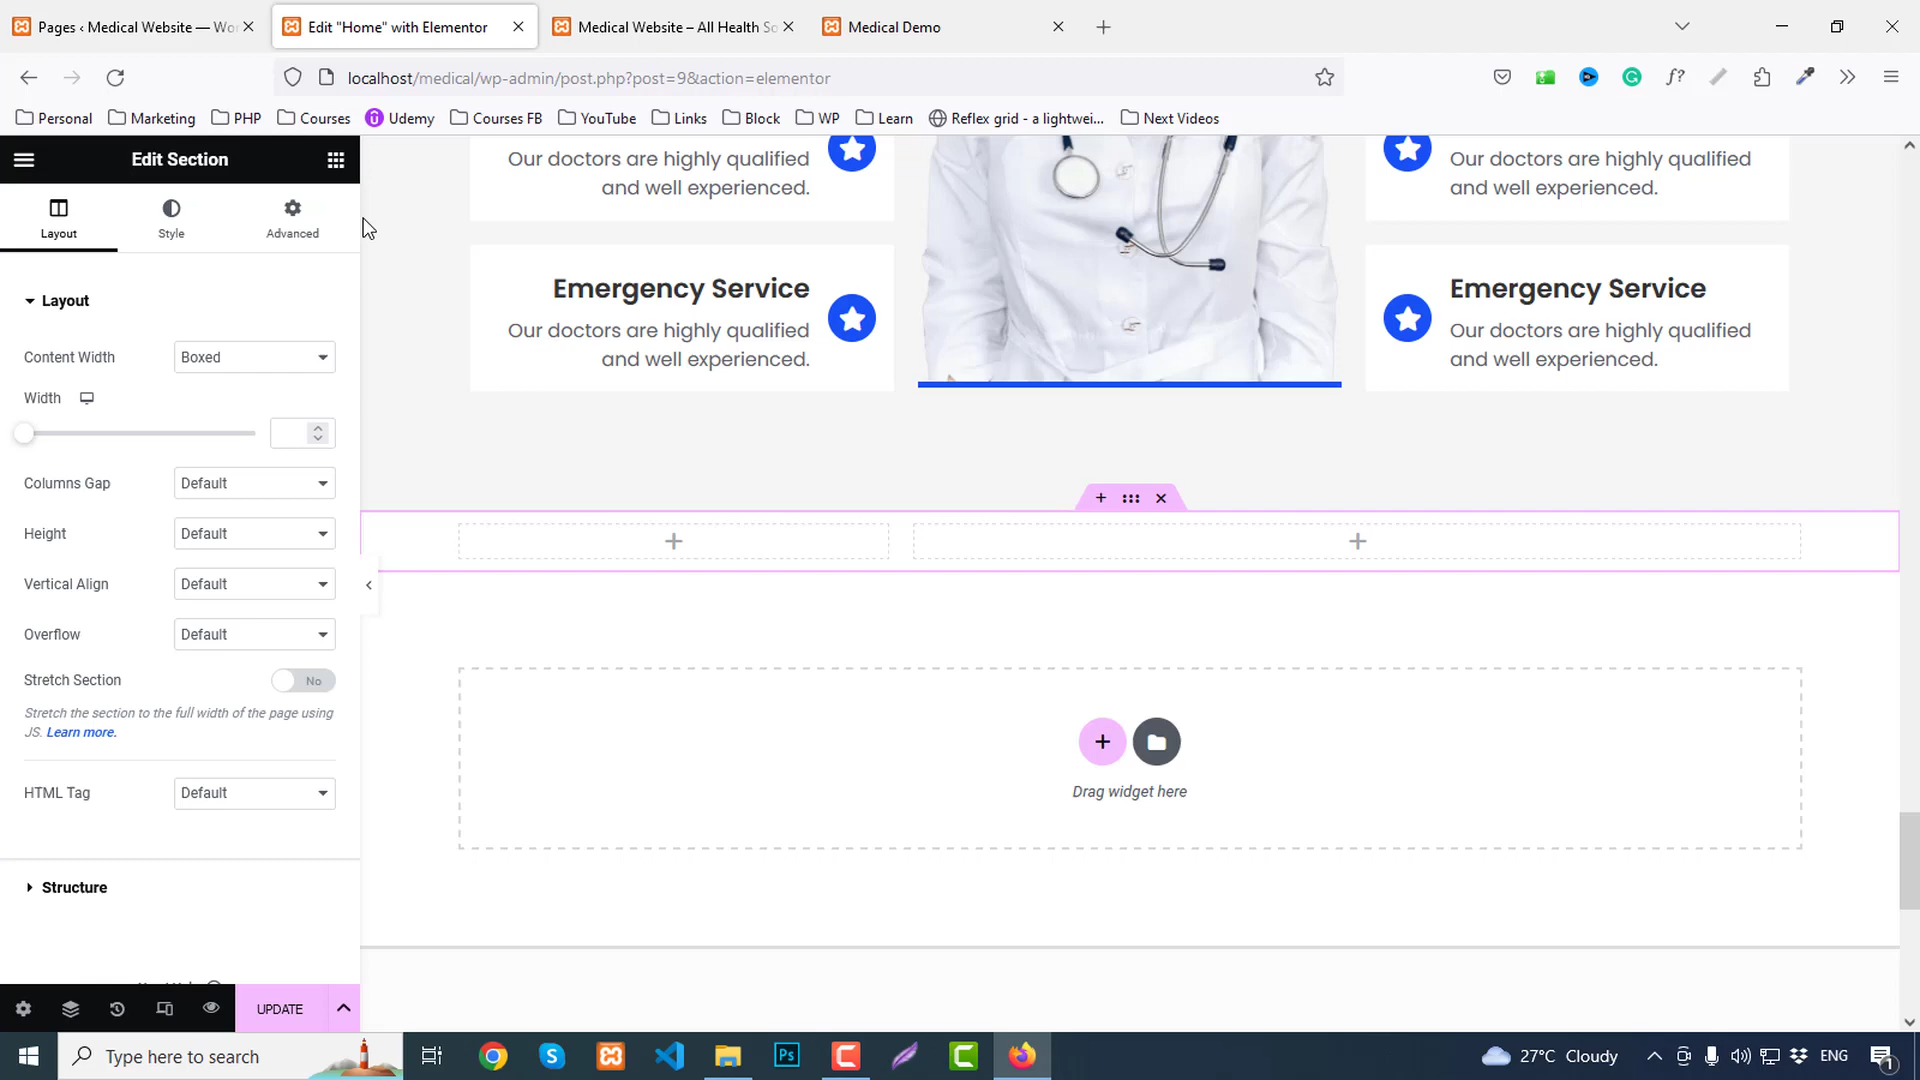 Pages ‹ Medical Website — Wor
Edit "Home" with Elementor
Medical Website – All Health So
Medical Demo
localhost/medical/wp-admin/post.php?post=9&action=elementor
f?
Personal
Marketing
PHP
Courses
Udemy
Courses FB
YouTube
Links
Block
WP
Learn
Reflex grid - a lightwei...
Next Videos
Edit Section
Layout
Style
Advanced
Layout
Content Width
Boxed
Width
Columns Gap
Default
Height
Default
Vertical Align
Default
Overflow
Default
Stretch Section
No
Stretch the section to the full width of the page using
JS. Learn more.
HTML Tag
Default
Structure
UPDATE
Our doctors are highly qualified
and well experienced.
Our doctors are highly qualified
and well experienced.
Emergency Service
Our doctors are highly qualified
and well experienced.
Emergency Service
Our doctors are highly qualified
and well experienced.
Drag widget here
Type here to search
Ps
27°C Cloudy
ENG
1